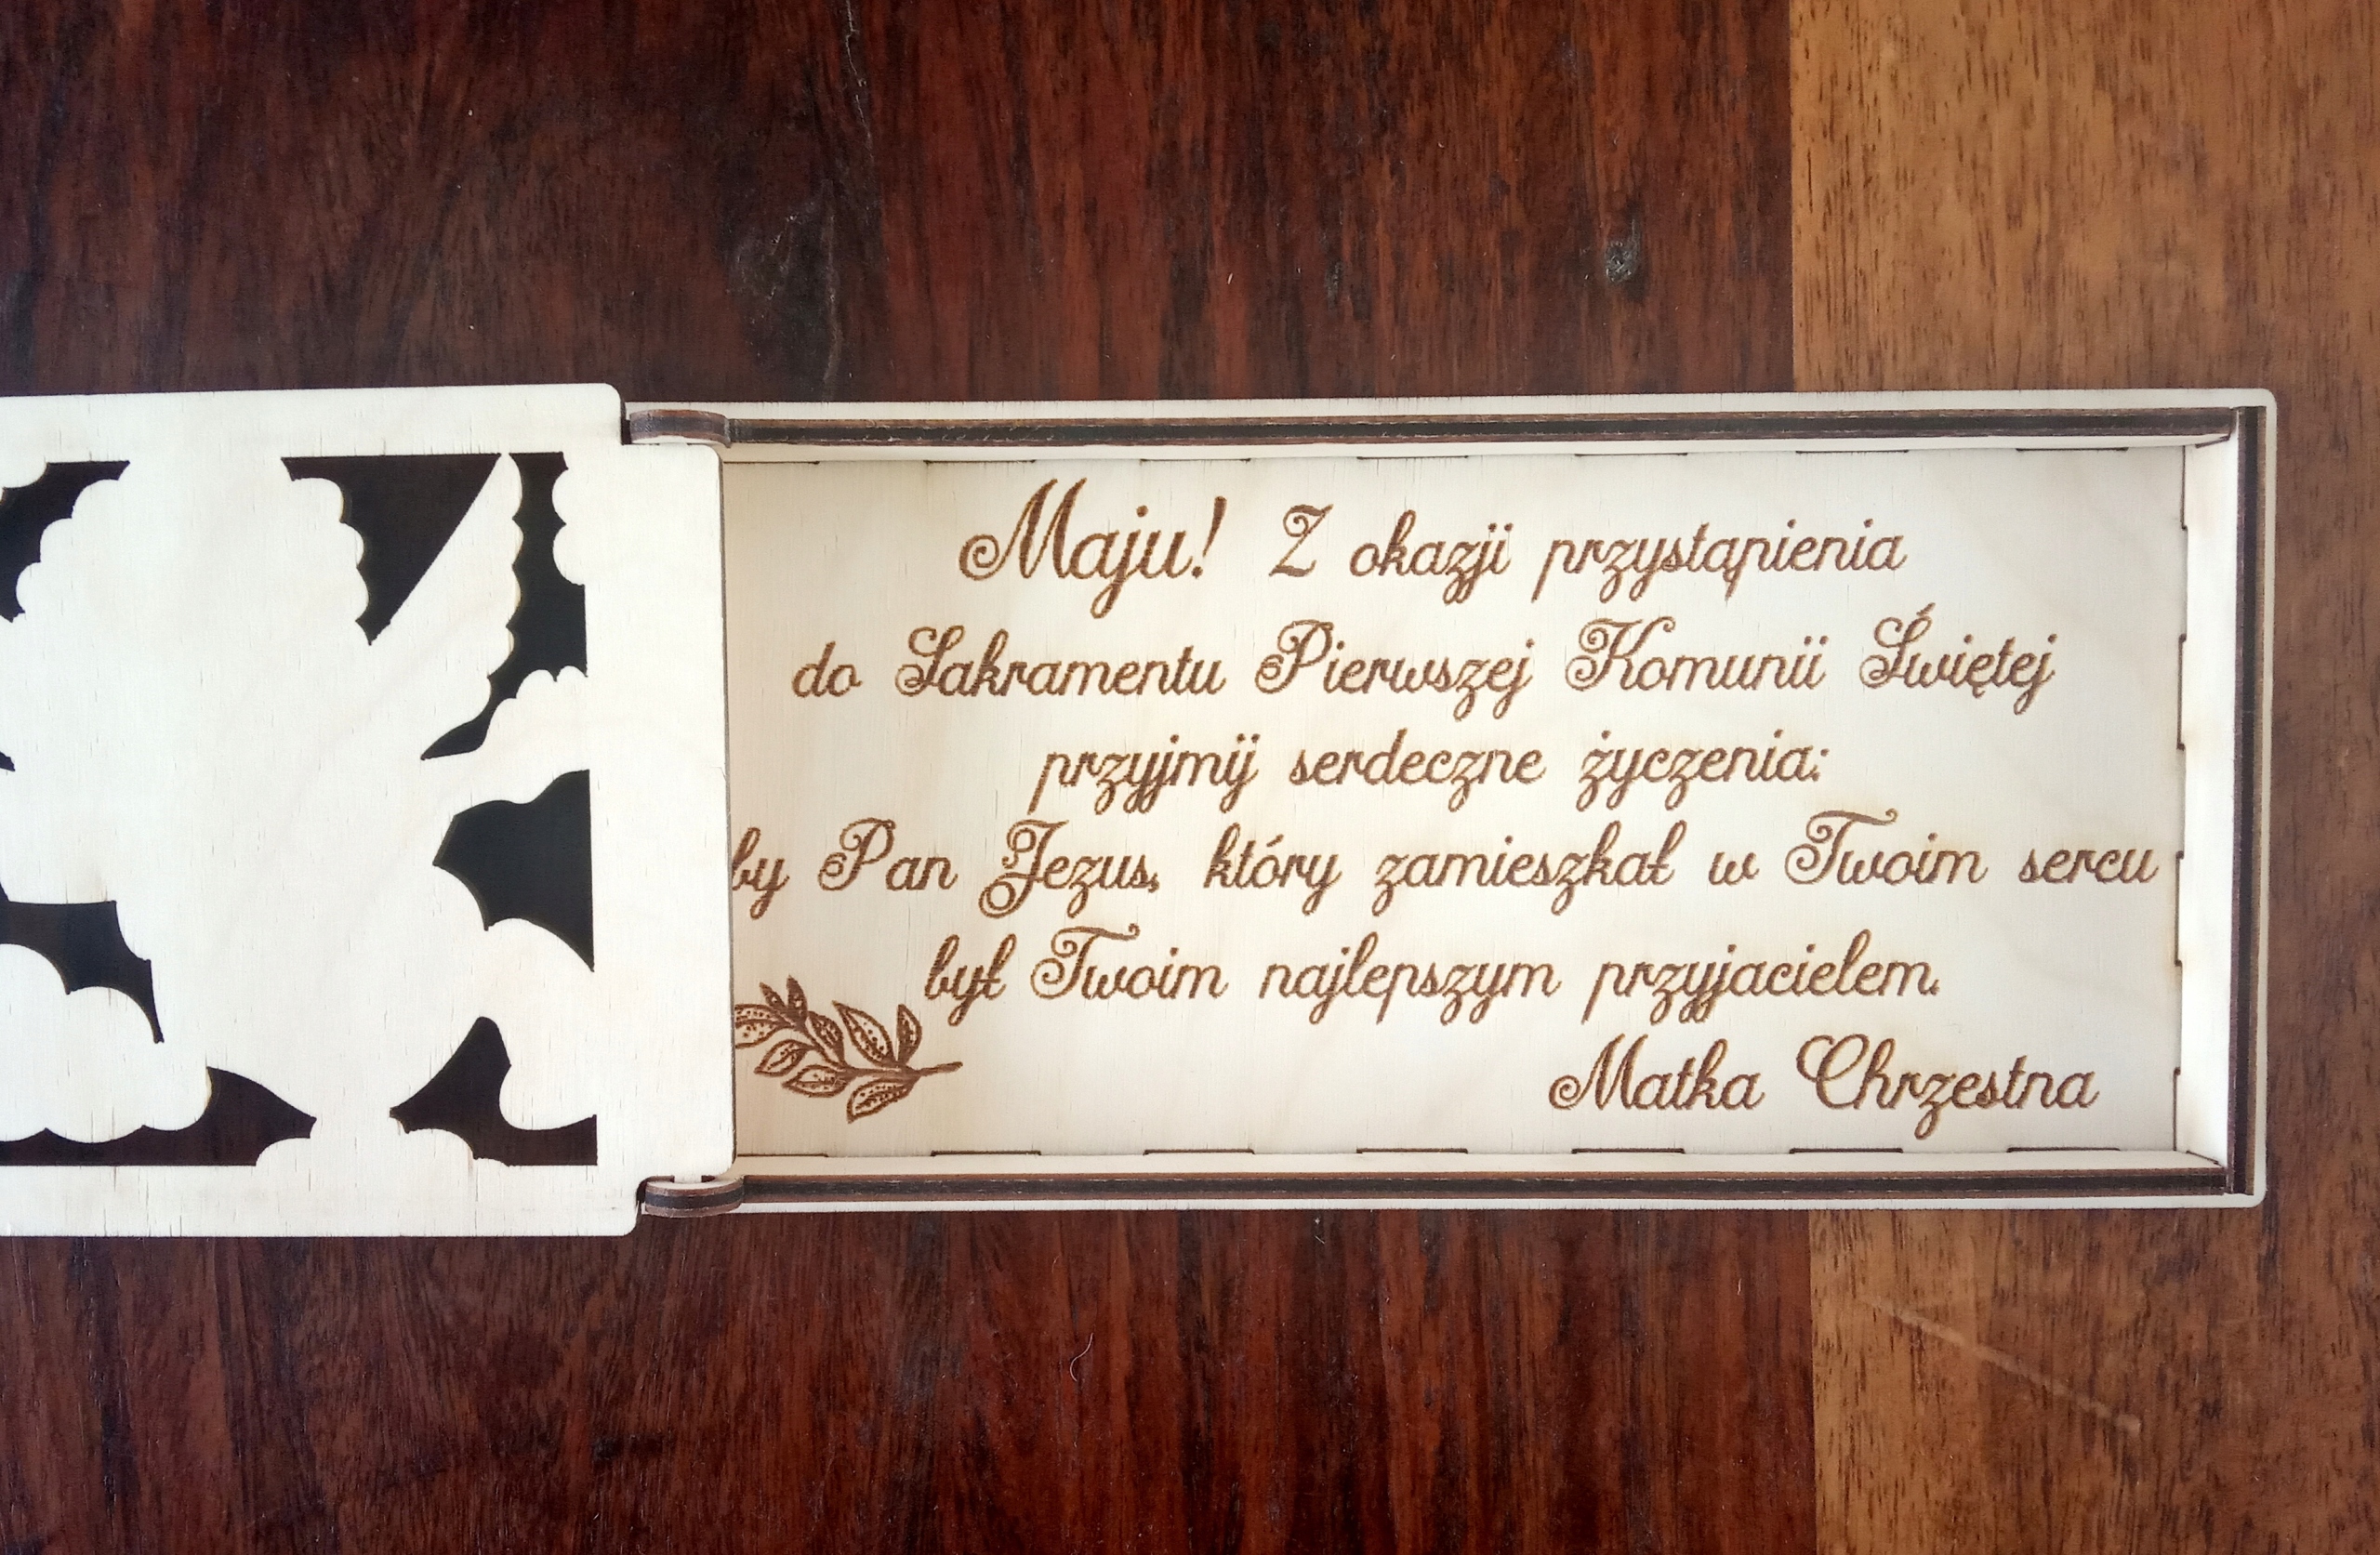 Maju! Z okazji przystąpienia
do Sakramentu Pierwszej Komunii Świętej
przyjmij serdeczne życzenia:
by Pan Jezus, który zamieszkał w Twoim sercu
był Twoim najlepszym przyjacielem.
Matka Chrzestna